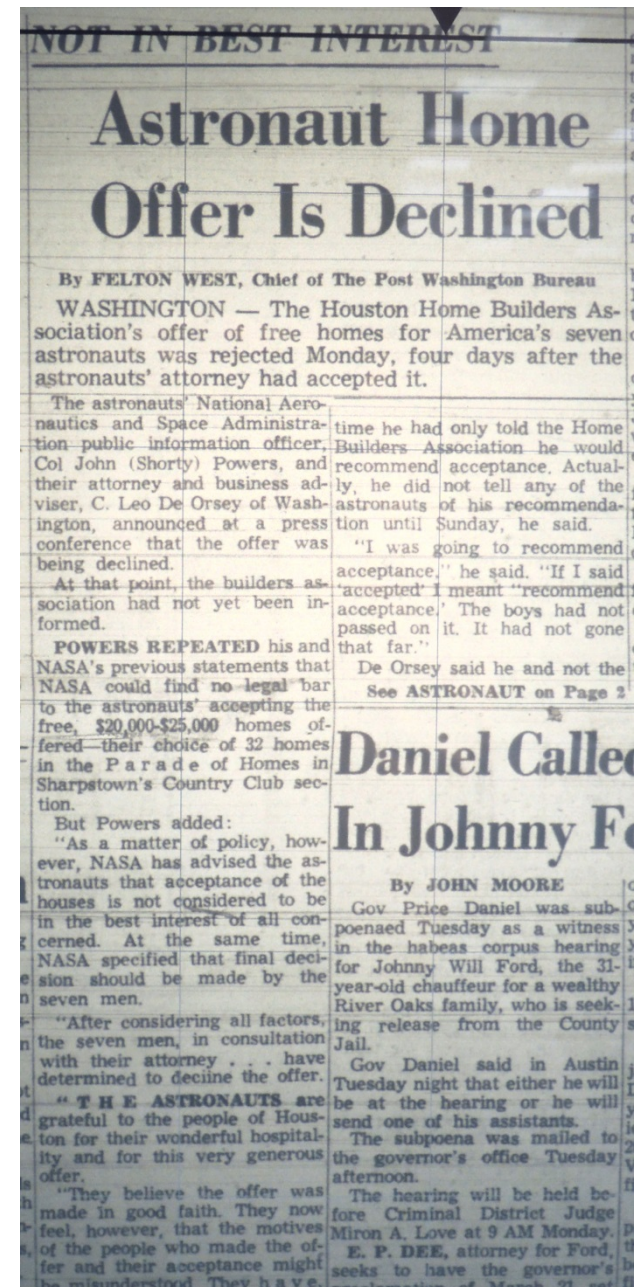 NOT IN BEST INTEREST
Astronaut Home
Offer Is Declined
By FELTON WEST, Chief of The Post Washington Bureau
WASHINGTON — The Houston Home Builders As-
sociation's offer of free homes for America's seven
astronauts was rejected Monday, four days after the
astronauts' attorney had accepted it.
The astronauts' National Aero-
nautics and Space Administra-
tion public information officer,
Col John (Shorty) Powers, and
their attorney and business ad-
viser, C. Leo De Orsey of Wash-
ington, announced at a press
conference that the offer was
being declined.
At that point, the builders as-
sociation had not yet been in-
formed.
POWERS REPEATED his and
NASA's previous statements that
NASA could find no legal bar
to the astronauts' accepting the
free, $20,000-$25,000 homes of-
fered—their choice of 32 homes
in the Parade of Homes in
Sharpstown's Country Club sec-
tion.
But Powers added:
"As a matter of policy, how-
ever, NASA has advised the as-
tronauts that acceptance of the
houses is not considered to be
in the best interest of all con-
cerned. At the same time,
NASA specified that final deci-
sion should be made by the
seven men.
"After considering all factors,
the seven men, in consultation
with their attorney . . . have
determined to decline the offer.
"THE ASTRONAUTS are
grateful to the people of Hous-
ton for their wonderful hospital-
ity and for this very generous
offer.
"They believe the offer was
made in good faith. They now
feel, however, that the motives
of the people who made the of-
fer and their acceptance might
be misunderstood. They have,
time he had only told the Home
Builders Association he would
recommend acceptance. Actual-
ly, he did not tell any of the
astronauts of his recommenda-
tion until Sunday, he said.
"I was going to recommend
acceptance," he said. "If I said
'accepted' I meant "recommend
acceptance.' The boys had not
passed on it. It had not gone
that far."
De Orsey said he and not the
See ASTRONAUT on Page 2
Daniel Calle
In Johnny F
By JOHN MOORE
Gov Price Daniel was sub-
poenaed Tuesday as a witness
in the habeas corpus hearing
for Johnny Will Ford, the 31-
year-old chauffeur for a wealthy
River Oaks family, who is seek-
ing release from the County
Jail.
Gov Daniel said in Austin
Tuesday night that either he will
be at the hearing or he will
send one of his assistants.
The subpoena was mailed to
the governor's office Tuesday
afternoon.
The hearing will be held be-
fore Criminal District Judge
Miron A. Love at 9 AM Monday.
E. P. DEE, attorney for Ford,
seeks to have the governor's